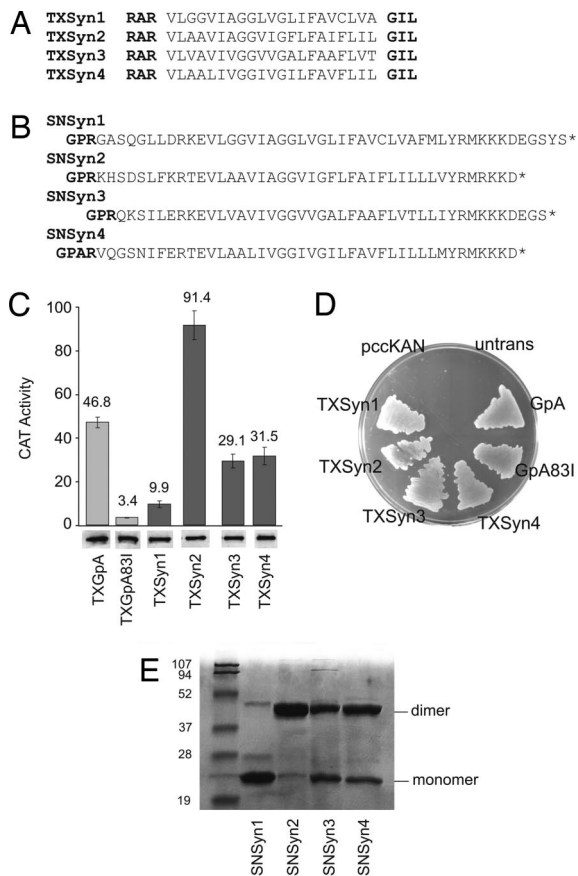 A
TXSyn1 RAR VLGGVIAGGLVGLIFAVCLVA GIL
TXSyn2 RAR VLAAVIAGGVIGFLFAIFLIL GIL
TXSyn3 RAR VLVAVIVGGVVGALFAAFLVT GIL
TXSyn4 RAR VLAALIVGGIVGILFAVFLIL GIL
B
SNSyn1
GPRGASQGLLDRKEVLGGVIAGGLVGLIFAVCLVAFMLYRMKKKDEGSYS*
SNSyn2
GPRKHSDSLFKRTEVLAAVIAGGVIGFLFAIFLILLLVYRMRKKD*
SNSyn3
GPRQKSILERKEVLVAVIVGGVVGALFAAFLVTLLIYRMKKKDEGS*
SNSyn4
GPARVQGSNIFERTEVLAALIVGGIVGILFAVFLILLLMYRMKKKD*
C
CAT Activity
100
80
60
40
20
0
46.8
3.4
9.9
91.4
29.1
31.5
TXGpA
TXGpA83I
TXSyn1
TXSyn2
TXSyn3
TXSyn4
D
pccKAN
untrans
TXSyn1
GpA
TXSyn2
GpA83I
TXSyn3
TXSyn4
E
107
94
52
37
28
19
dimer
monomer
SNSyn1
SNSyn2
SNSyn3
SNSyn4